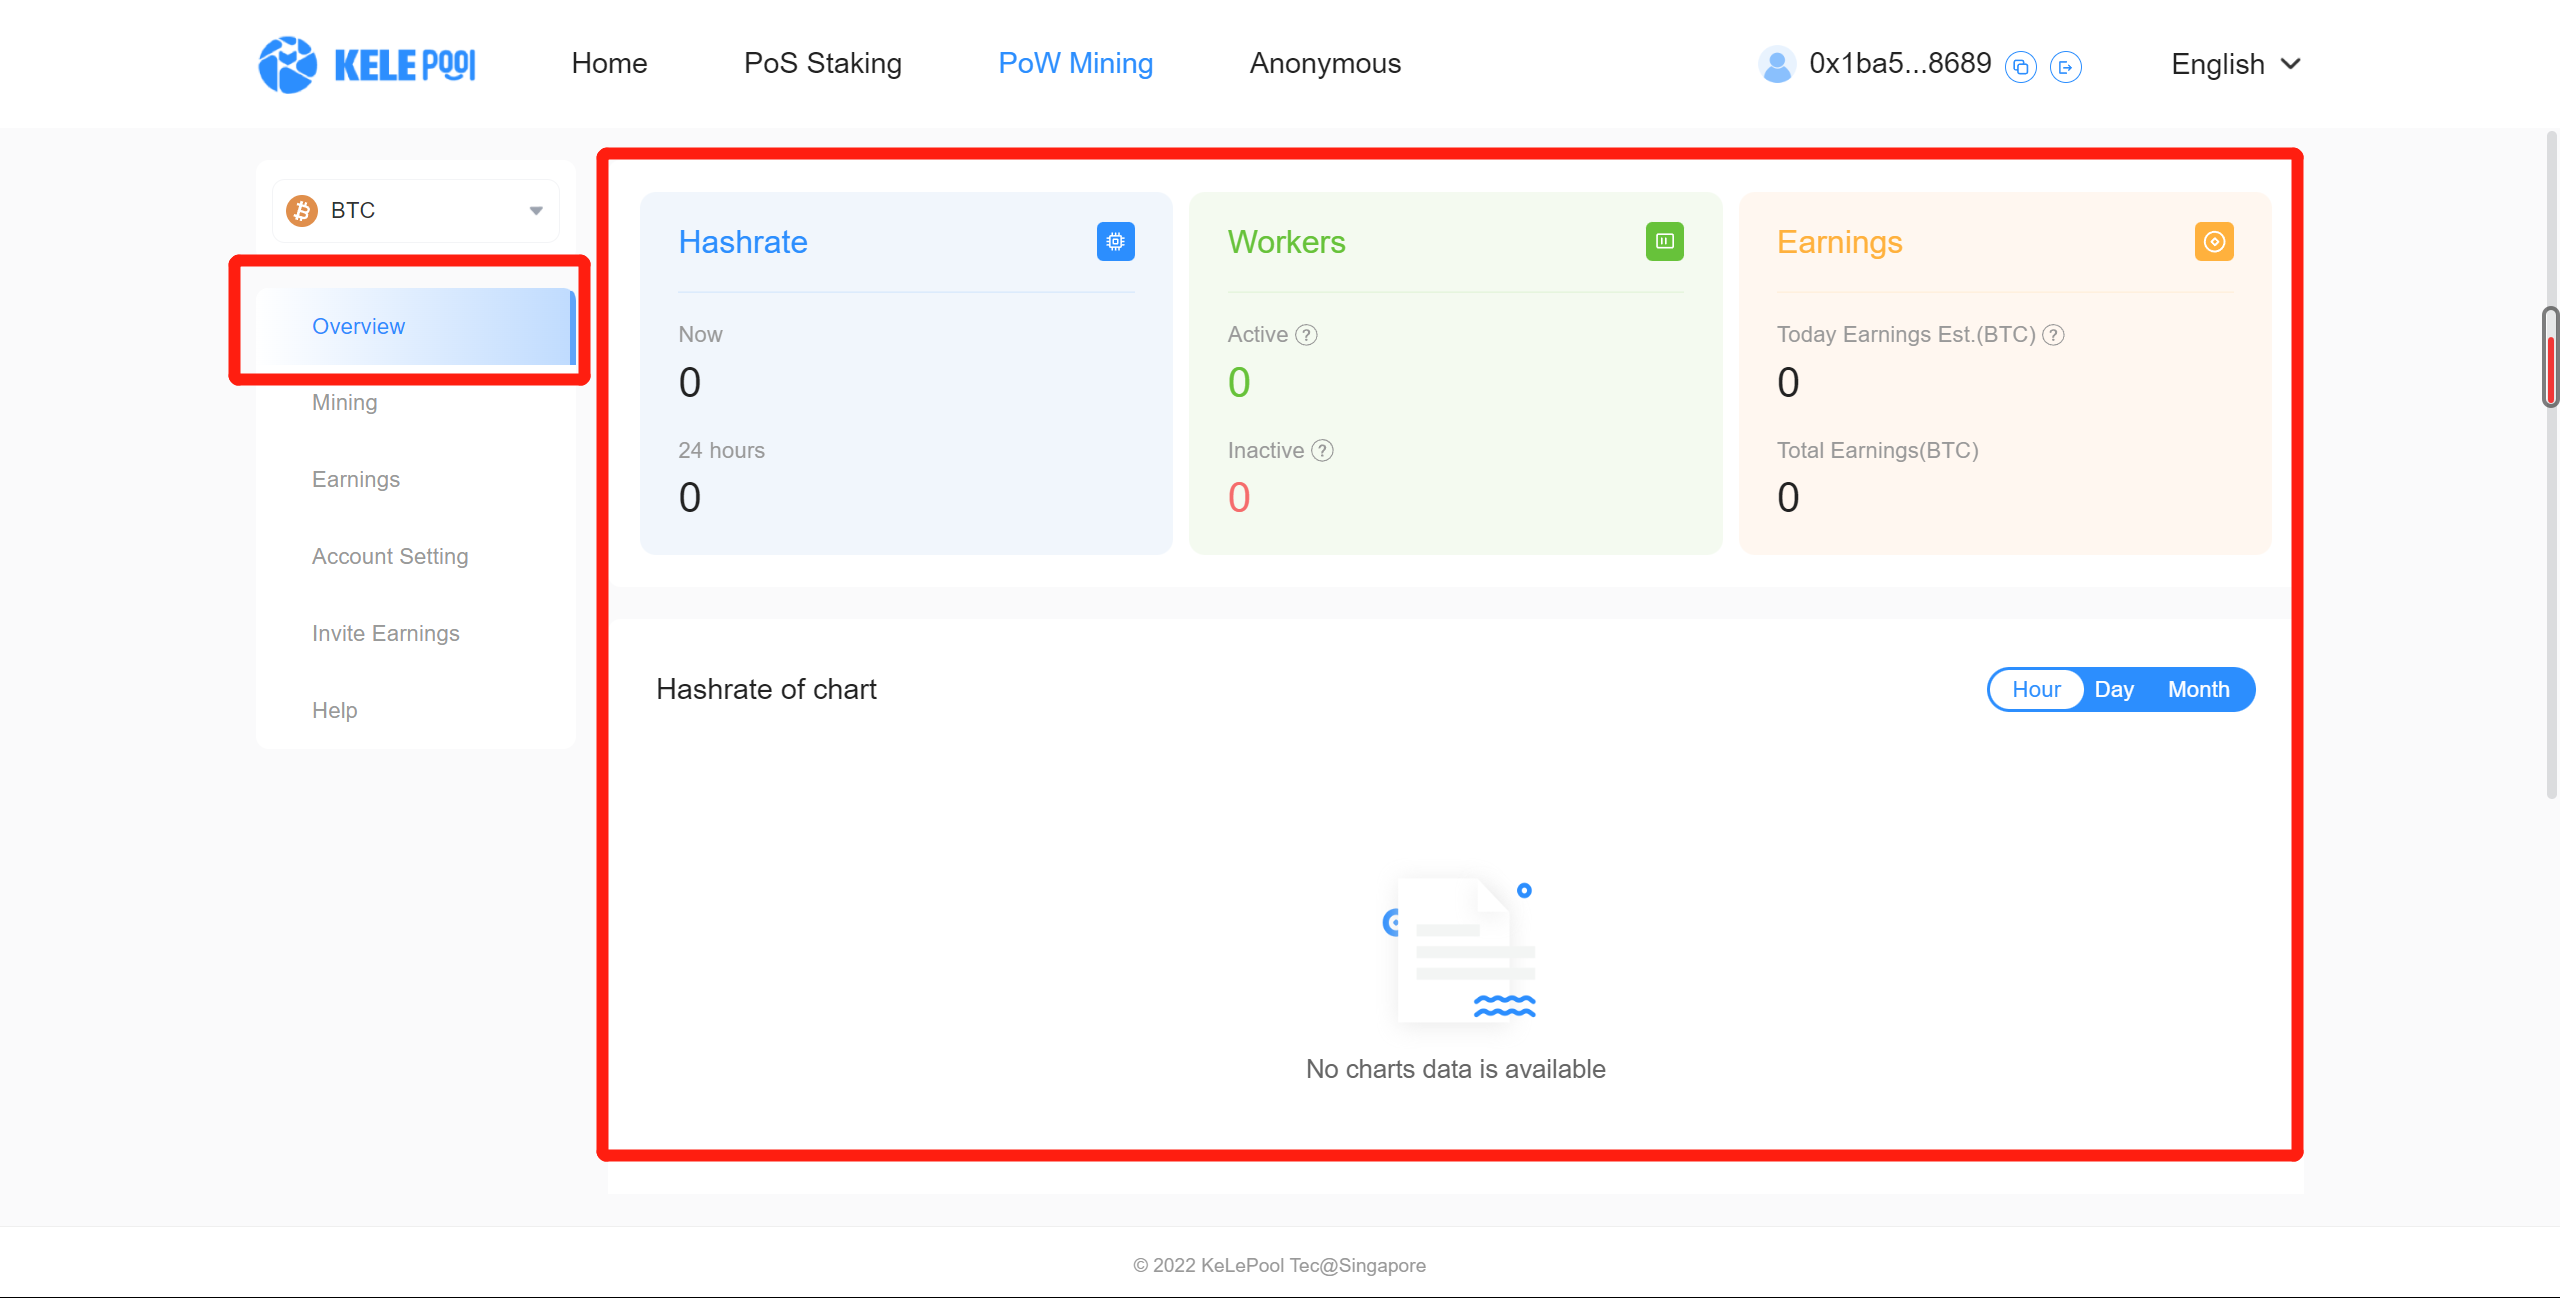 KELE POOL
Home
PoS Staking
PoW Mining
Anonymous
0x1ba5...8689
English
BTC
Overview
Mining
Earnings
Account Setting
Invite Earnings
Help
Hashrate
Now
0
24 hours
0
Workers
Active ?
0
Inactive ?
0
Earnings
Today Earnings Est.(BTC) ?
0
Total Earnings(BTC)
0
Hashrate of chart
Hour Day Month
No charts data is available
© 2022 KeLePool Tec@Singapore